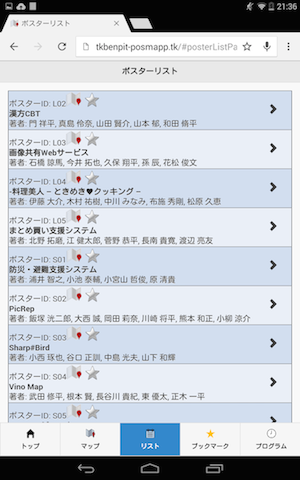 21:36
ポスターリスト
tkbenpit-posmapp.tk/#posterListPa
ポスターリスト
ポスターID: L02
漢方CBT
著者: 門 祥平, 真島 伶奈, 山田 賢介, 山本 郁, 和田 脩平
ポスターID: L03
画像共有Webサービス
著者: 石橋 諒馬, 今井 拓也, 久保 翔平, 孫 辰, 花松 俊文
ポスターID: L04
-料理美人 – ときめき♥クッキング –
著者: 伊藤 大介, 木村 拓樹, 中川 みなみ, 布施 秀剛, 松原 久恵
ポスターID: L05
まとめ買い支援システム
著者: 北野 拓磨, 江 健太郎, 菅野 恭平, 長南 貴寛, 渡辺 亮友
ポスターID: S01
防災・避難支援システム
著者: 浦井 智之, 小池 泰輔, 小宮山 哲俊, 原 清貴
ポスターID: S02
PicRep
著者: 飯塚 洸二郎, 大西 誠, 岡田 莉奈, 川﨑 将平, 熊本 和正, 小柳 涼介
ポスターID: S03
Sharp#Bird
著者: 小西 琢也, 谷口 正訓, 中島 光夫, 山下 和輝
ポスターID: S04
Vino Map
著者: 武田 修平, 根本 賢, 長谷川 貴紀, 東 優太, 正木 一平
ポスターID: S05
トップ
マップ
リスト
ブックマーク
プログラム